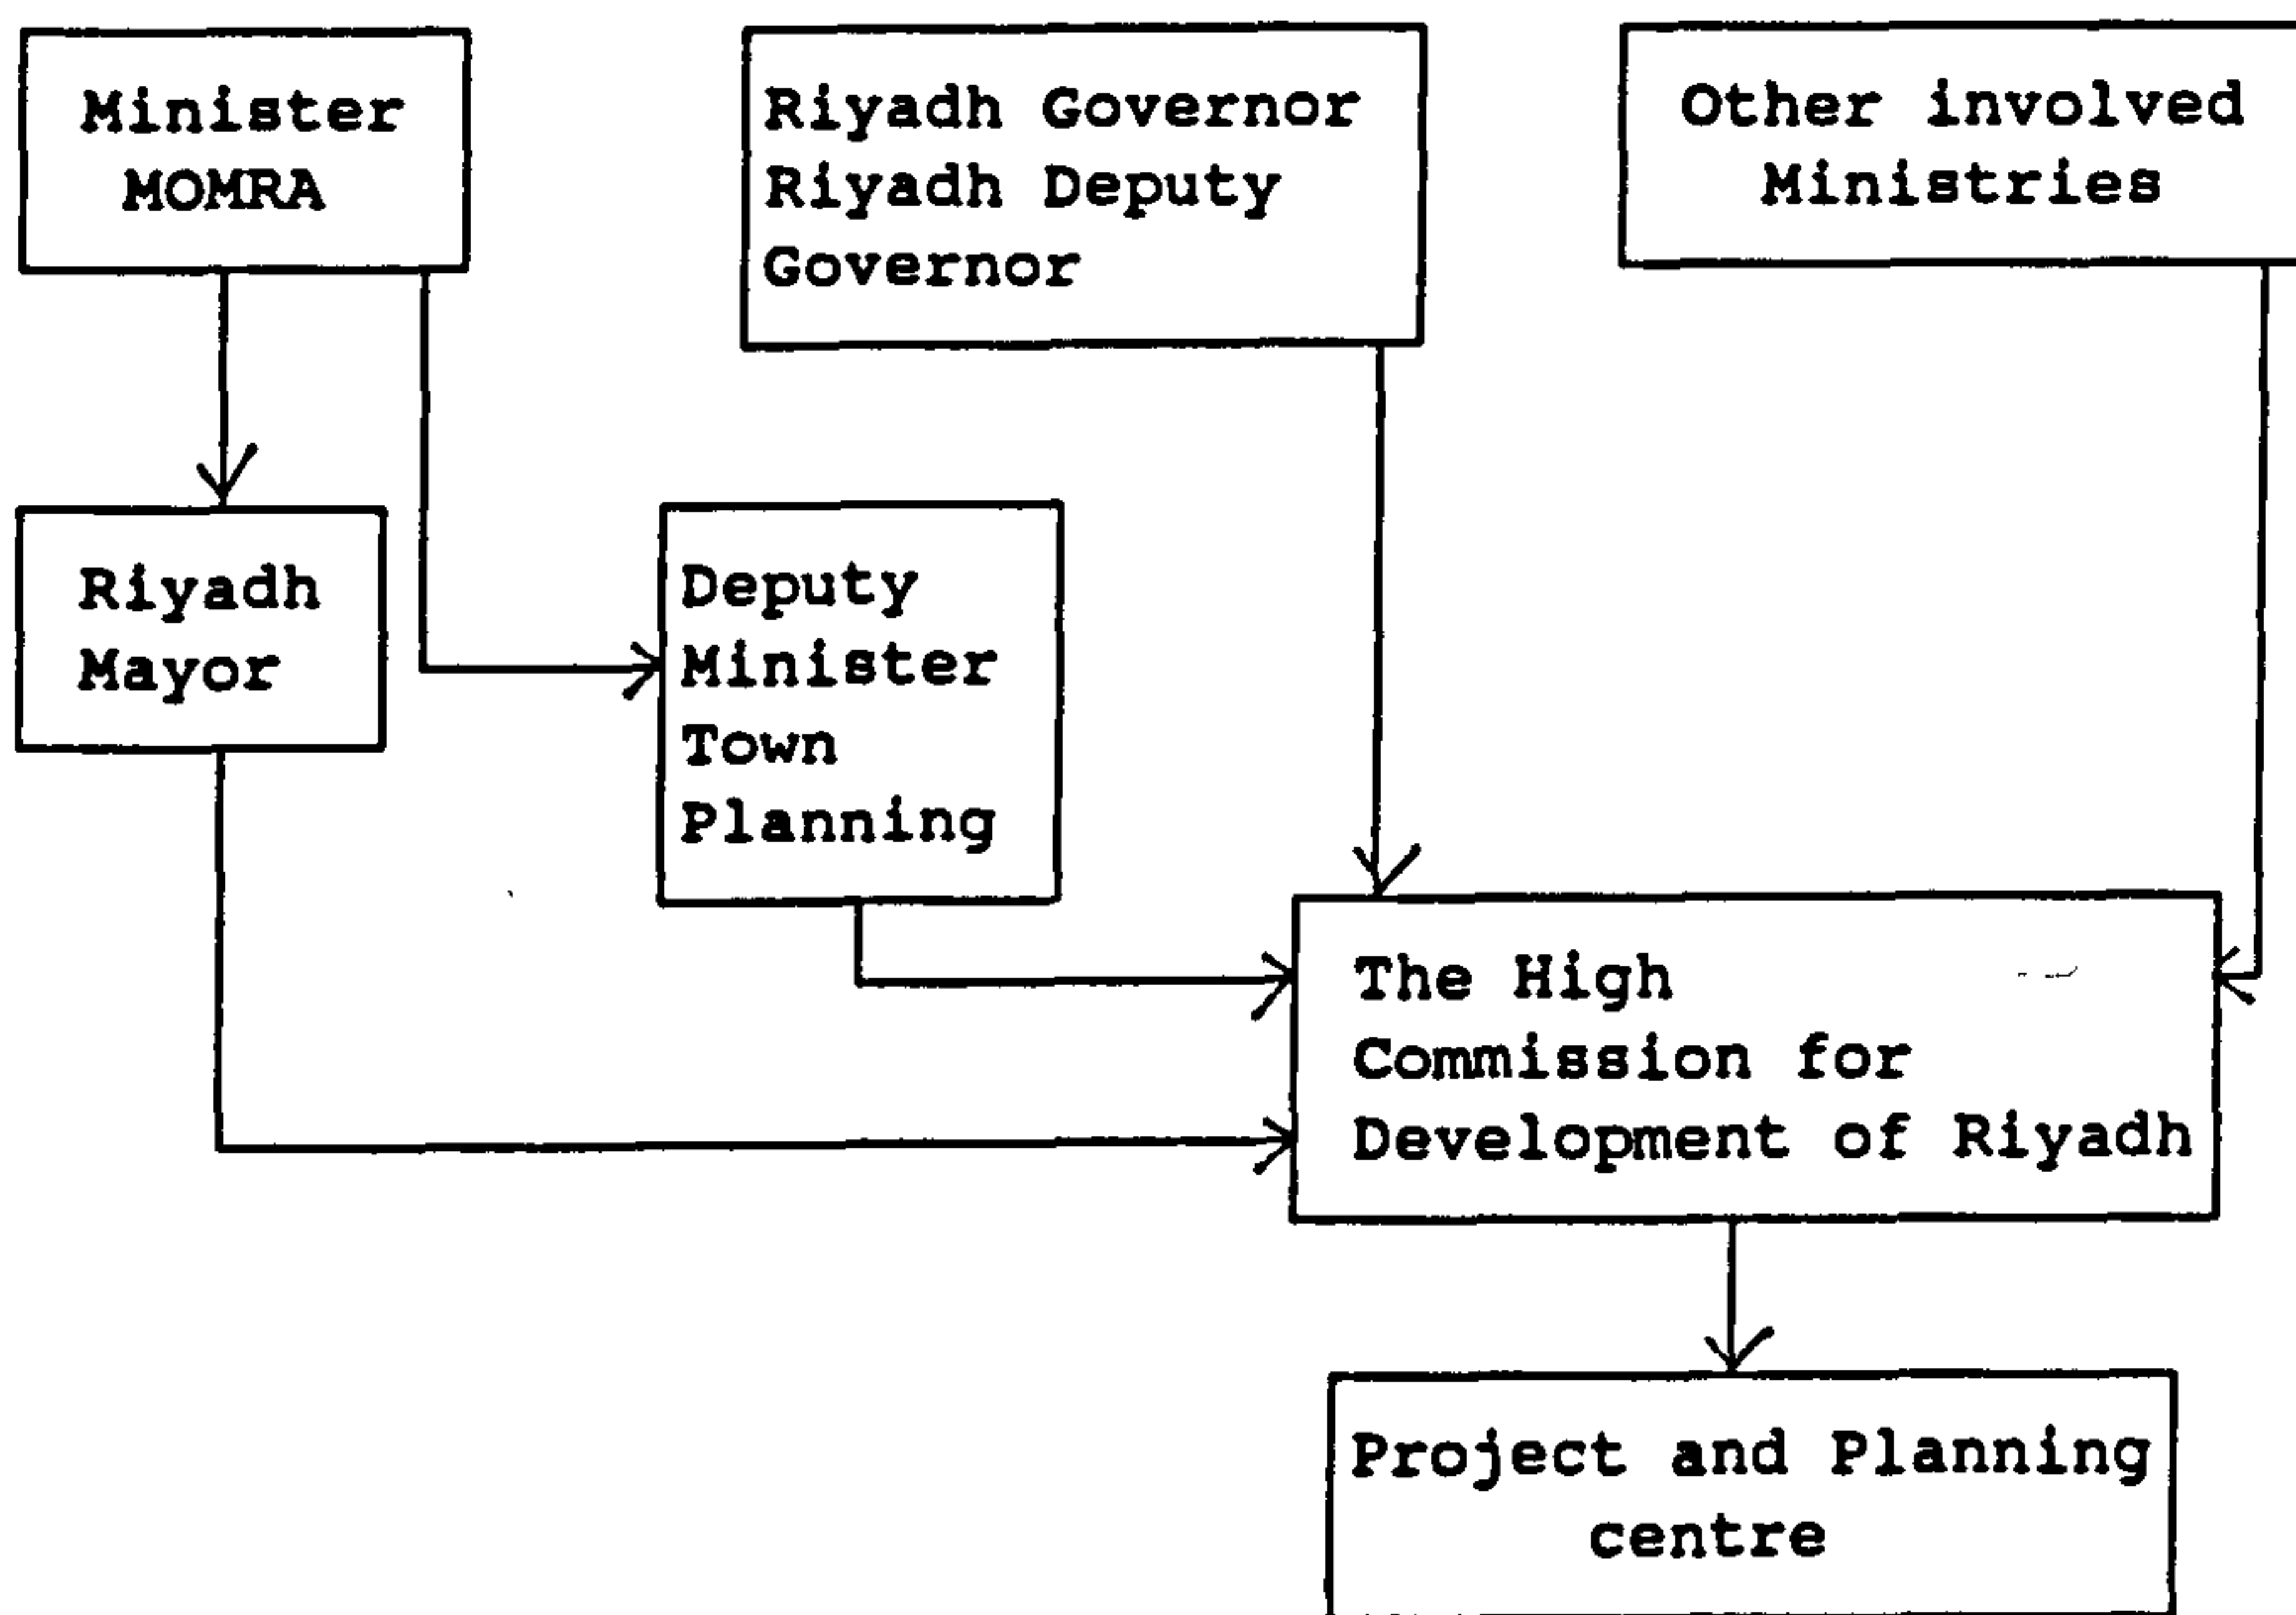 Minister
MOMRA
Riyadh Governor
Riyadh Deputy
Governor
Other involved
Ministries
Riyadh
Mayor
Deputy
Minister
Town
Planning
The High
Commission for
Development of Riyadh
Project and Planning
centre